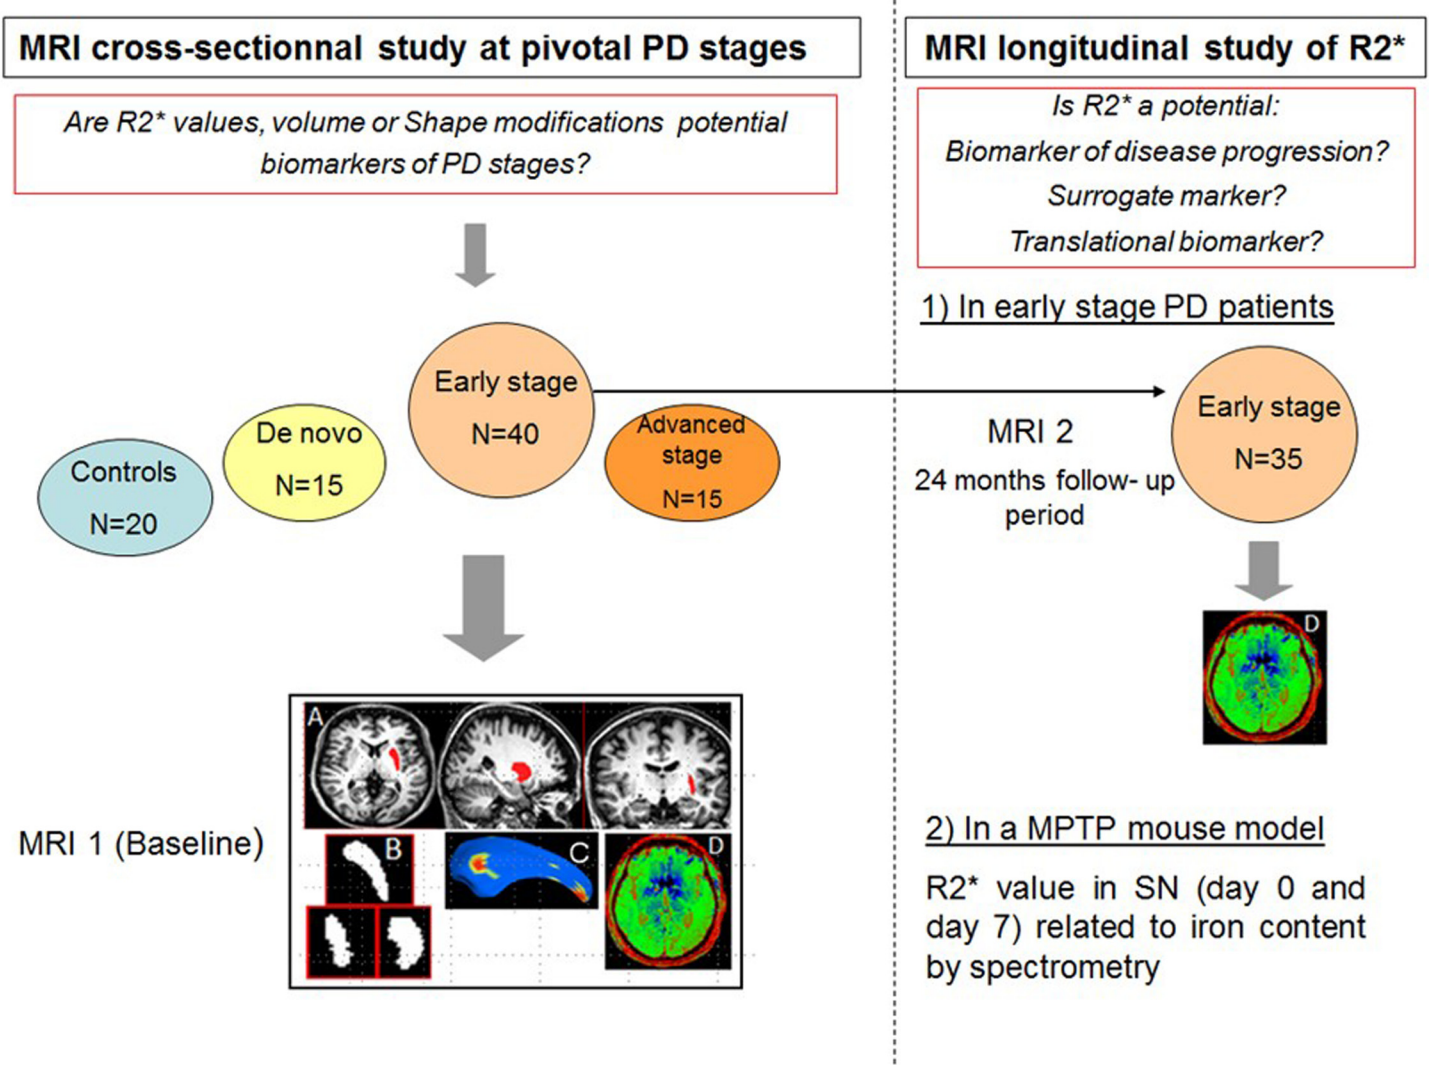 MRI cross-sectionnal study at pivotal PD stages
Are R2* values, volume or Shape modifications potential
biomarkers of PD stages?
Controls
N=20
De novo
N=15
Early stage
N=40
Advanced
stage
N=15
MRI 1 (Baseline)
A
B
C
D
MRI longitudinal study of R2*
Is R2* a potential:
Biomarker of disease progression?
Surrogate marker?
Translational biomarker?
1) In early stage PD patients
MRI 2
24 months follow- up
period
Early stage
N=35
D
2) In a MPTP mouse model
R2* value in SN (day 0 and
day 7) related to iron content
by spectrometry